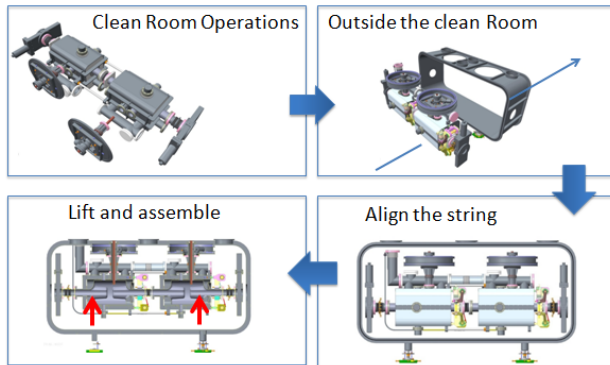 Clean Room Operations
Outside the clean Room
Lift and assemble
Align the string